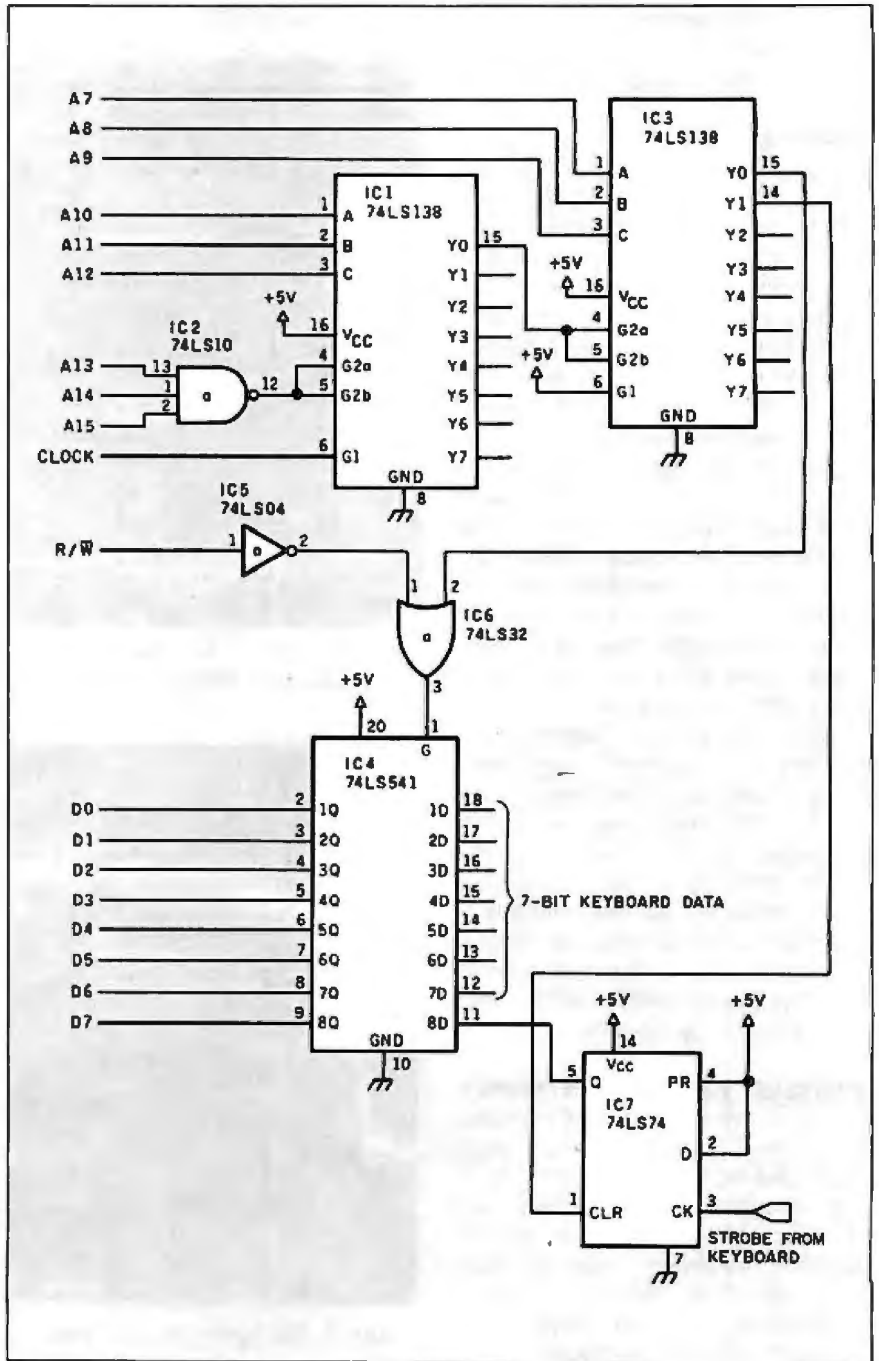 A7
A8
A9
A10
A11
A12
A13
A14
A15
CLOCK
R/W̅
IC3
74LS138
1 A
2 B
3 C
+5V
16 VCC
4 G2a
5 G2b
+5V
6 G1
GND
8
Y0 15
Y1 14
Y2
Y3
Y4
Y5
Y6
Y7
IC1
74LS138
1 A
2 B
3 C
+5V
16 VCC
4 G2a
5 G2b
6 G1
GND
8
Y0 15
Y1
Y2
Y3
Y4
Y5
Y6
Y7
IC2
74LS10
13
1
2
a
12
IC5
74LS04
1 a 2
1 2
a
IC6
74LS32
3
+5V
20
1
G
IC4
74LS541
D0 2 1Q 1D 18
D1 3 2Q 2D 17
D2 4 3Q 3D 16
D3 5 4Q 4D 15
D4 6 5Q 5D 14
D5 7 6Q 6D 13
D6 8 7Q 7D 12
D7 9 8Q 8D 11
GND
10
7-BIT KEYBOARD DATA
+5V +5V
14
Vcc
5 Q PR 4
IC7
74LS74
D 2
1 CLR CK 3
7
STROBE FROM
KEYBOARD